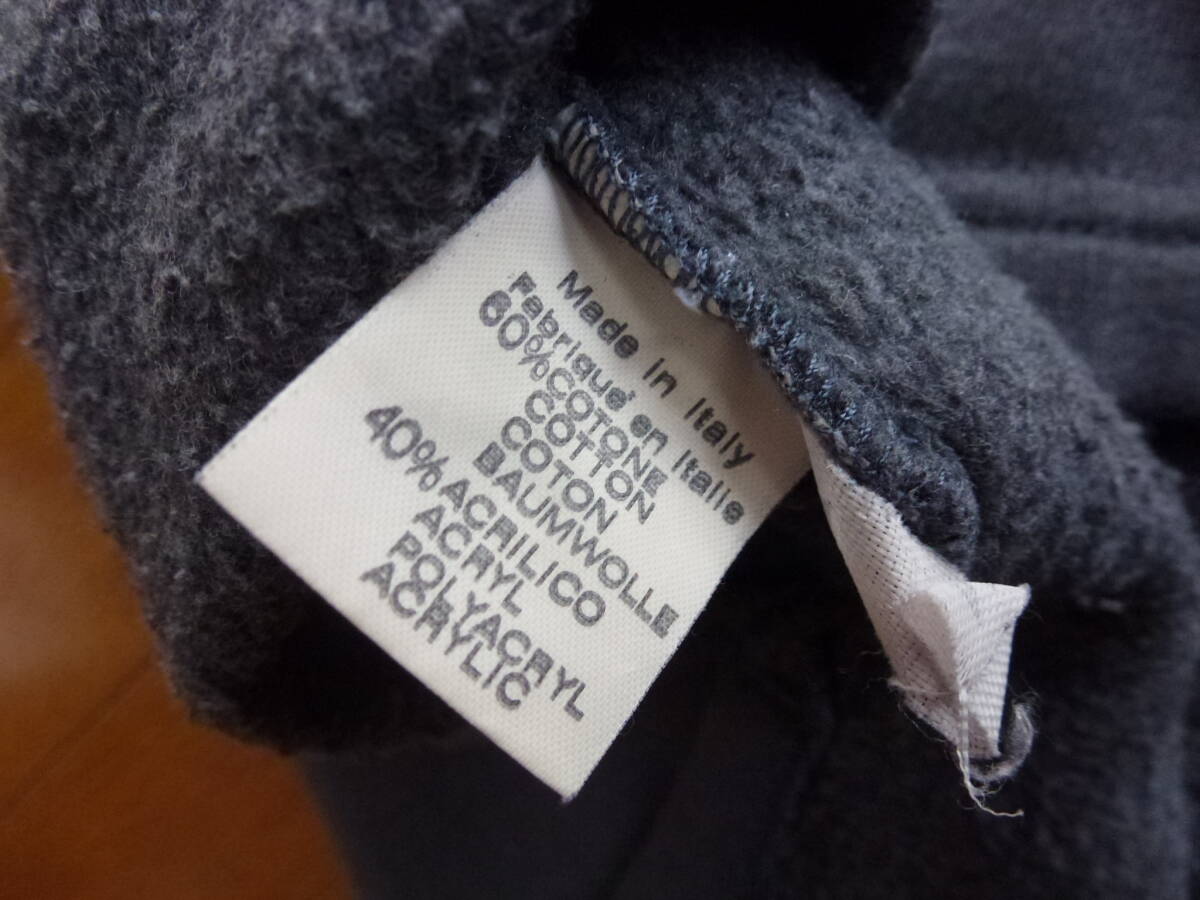 Made in Italy
Fabriqué en Italie
60% COTONE
COTTON
COTON
BAUMWOLLE
40% ACRILICO
ACRYL
POLYACRYL
ACRYLIC